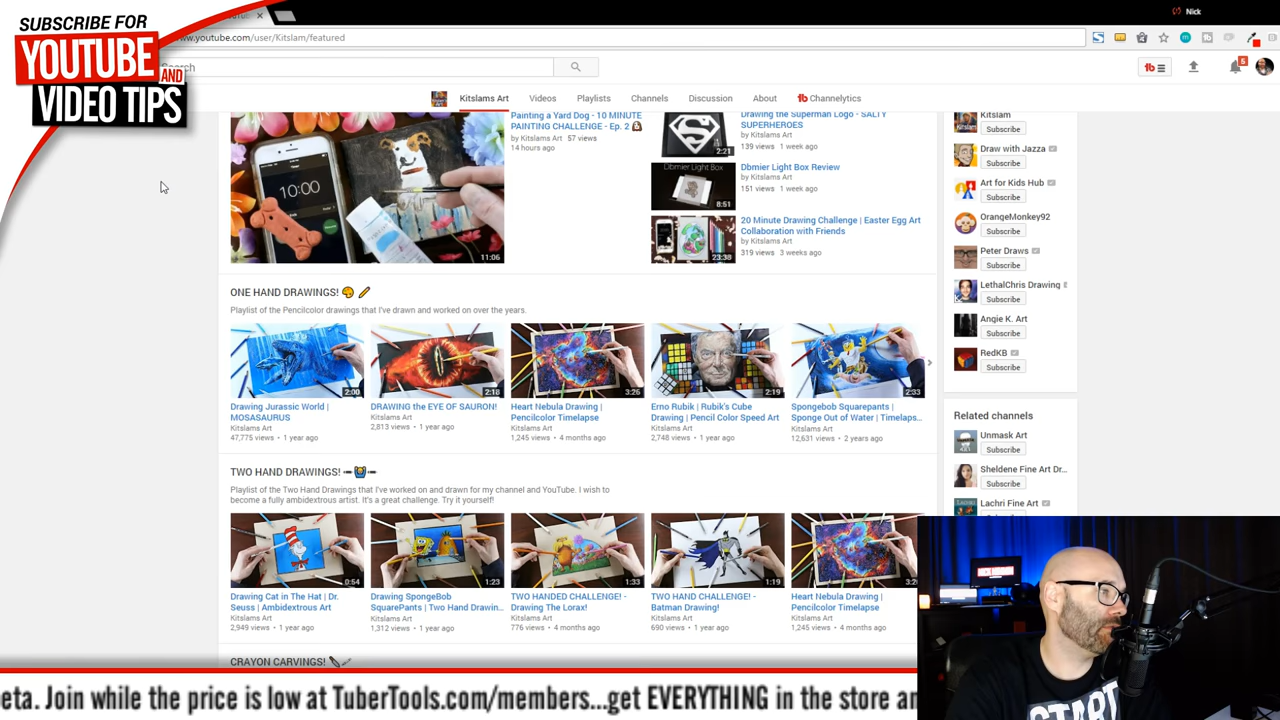 SUBSCRIBE FOR
YOUTUBE AND
VIDEO TIPS
Nick
www.youtube.com/user/Kitslam/featured
Search
5
Kitslams Art
Videos
Playlists
Channels
Discussion
About
Channelytics
10:00
11:06
Painting a Yard Dog - 10 MINUTE
PAINTING CHALLENGE - Ep. 2
by Kitslams Art 57 views
14 hours ago
2:21
Drawing the Superman Logo - SALTY
SUPERHEROES
by Kitslams Art
139 views 1 week ago
Dbmier
Light Box
8:51
Dbmier Light Box Review
by Kitslams Art
151 views 1 week ago
23:38
20 Minute Drawing Challenge | Easter Egg Art
Collaboration with Friends
by Kitslams Art
319 views 3 weeks ago
ONE HAND DRAWINGS!
Playlist of the Pencilcolor drawings that I've drawn and worked on over the years.
2:00
2:18
3:26
2:19
2:33
Drawing Jurassic World |
MOSASAURUS
Kitslams Art
47,775 views • 1 year ago
DRAWING the EYE OF SAURON!
Kitslams Art
2,813 views • 1 year ago
Heart Nebula Drawing |
Pencilcolor Timelapse
Kitslams Art
1,245 views • 4 months ago
Erno Rubik | Rubik's Cube
Drawing | Pencil Color Speed Art
Kitslams Art
2,748 views • 1 year ago
Spongebob Squarepants |
Sponge Out of Water | Timelaps...
Kitslams Art
12,631 views • 2 years ago
TWO HAND DRAWINGS!
Playlist of the Two Hand Drawings that I've worked on and drawn for my channel and YouTube. I wish to
become a fully ambidextrous artist. It's a great challenge. Try it yourself!
0:54
1:23
1:33
1:19
Drawing Cat in The Hat | Dr.
Seuss | Ambidextrous Art
Kitslams Art
2,949 views • 1 year ago
Drawing SpongeBob
SquarePants | Two Hand Drawin...
Kitslams Art
1,312 views • 1 year ago
TWO HANDED CHALLENGE! -
Drawing The Lorax!
Kitslams Art
776 views • 4 months ago
TWO HAND CHALLENGE! -
Batman Drawing!
Kitslams Art
690 views • 1 year ago
Heart Nebula Drawing |
Pencilcolor Timelapse
Kitslams Art
1,245 views • 4 months ago
CRAYON CARVINGS!
Kitslam
Subscribe
Draw with Jazza
Subscribe
Art for Kids Hub
Subscribe
OrangeMonkey92
Subscribe
Peter Draws
Subscribe
LethalChris Drawing
Subscribe
Angie K. Art
Subscribe
RedKB
Subscribe
Related channels
Unmask Art
Subscribe
Sheldene Fine Art Dr...
Subscribe
Lachri Fine Art
START
eta. Join while the price is low at TuberTools.com/members...get EVERYTHING in the store an